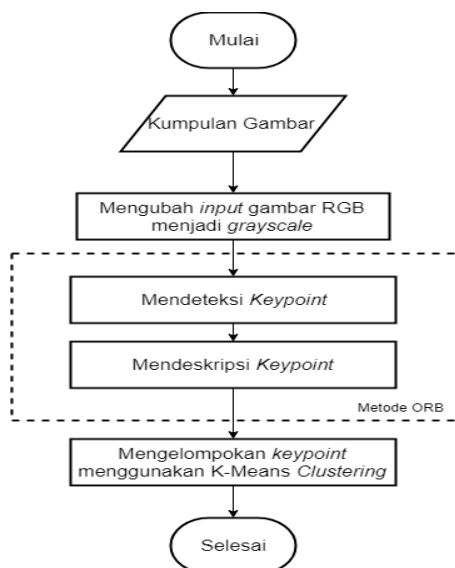 Mulai
Kumpulan Gambar
Mengubah input gambar RGB
menjadi grayscale
Mendeteksi Keypoint
Mendeskripsi Keypoint
Metode ORB
Mengelompokan keypoint
menggunakan K-Means Clustering
Selesai